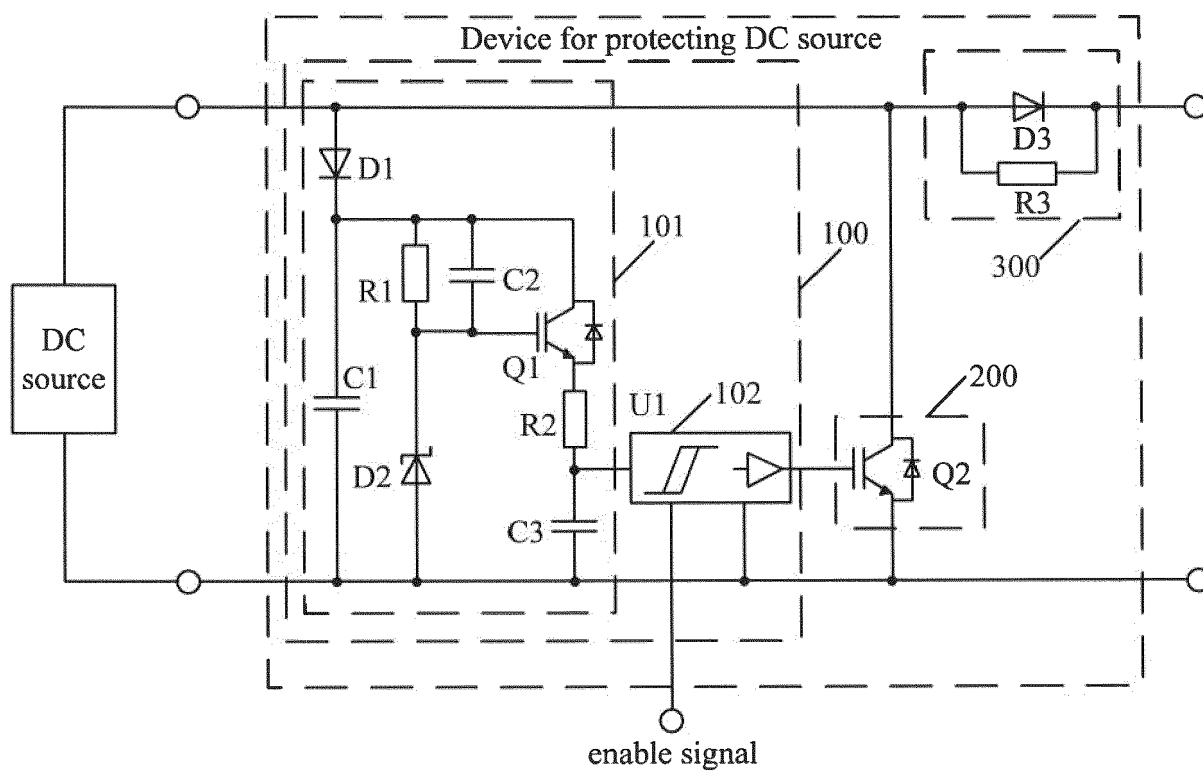 Device for protecting DC source
D1
D3
R3
101
100
300
R1
C2
DC
source
C1
Q1
200
R2
U1
102
D2
Q2
C3
enable signal